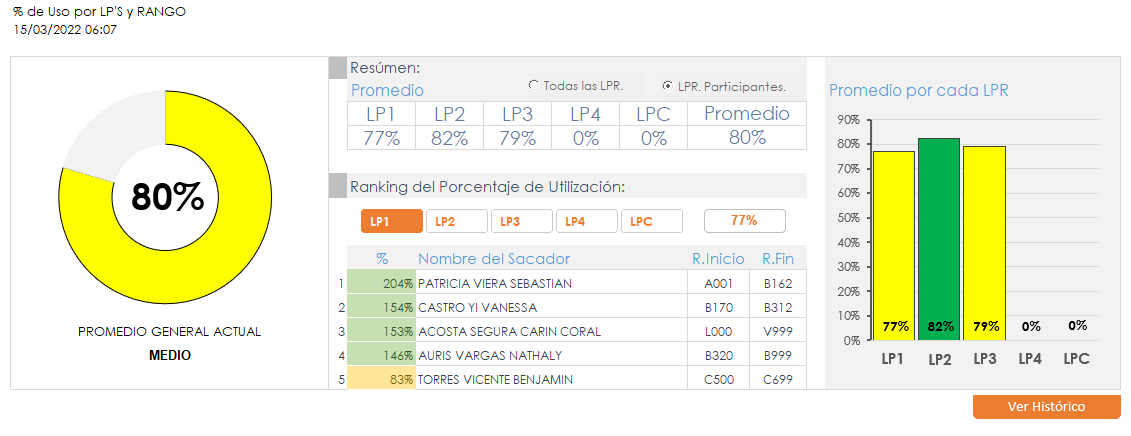 % de Uso por LP'S y RANGO
15/03/2022 06:07
80%
PROMEDIO GENERAL ACTUAL
MEDIO
Resúmen:
Promedio
Todas las LPR.
LPR. Participantes.
LP1 LP2 LP3 LP4 LPC Promedio
77% 82% 79% 0% 0% 80%
Ranking del Porcentaje de Utilización:
LP1 LP2 LP3 LP4 LPC 77%
% Nombre del Sacador R.Inicio R.Fin
1 204% PATRICIA VIERA SEBASTIAN A001 B162
2 154% CASTRO YI VANESSA B170 B312
3 153% ACOSTA SEGURA CARIN CORAL L000 V999
4 146% AURIS VARGAS NATHALY B320 B999
5 83% TORRES VICENTE BENJAMIN C500 C699
Promedio por cada LPR
90%
80%
70%
60%
50%
40%
30%
20%
10%
0%
77% 82% 79% 0% 0%
LP1 LP2 LP3 LP4 LPC
Ver Histórico